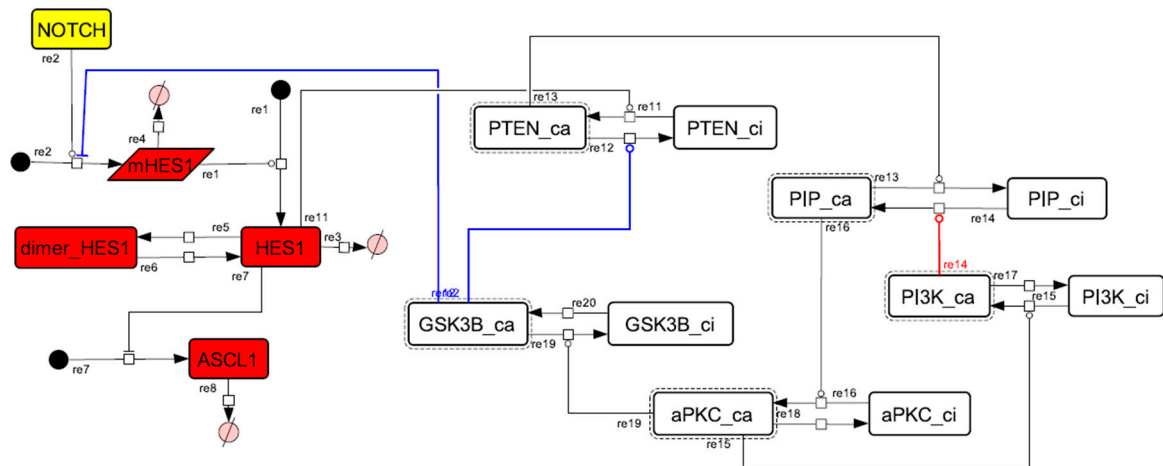 NOTCH
re2
re1
re13
re11
PTEN_ca
PTEN_ci
re12
re4
re2
mHES1
re1
re13
PIP_ca
PIP_ci
re14
re16
re11
re5
HES1
re3
dimer_HES1
re6
re7
re14
re17
PI3K_ca
re15
PI3K_ci
re12
re20
GSK3B_ca
GSK3B_ci
re19
re7
ASCL1
re8
re16
aPKC_ca
aPKC_ci
re19
re18
re15